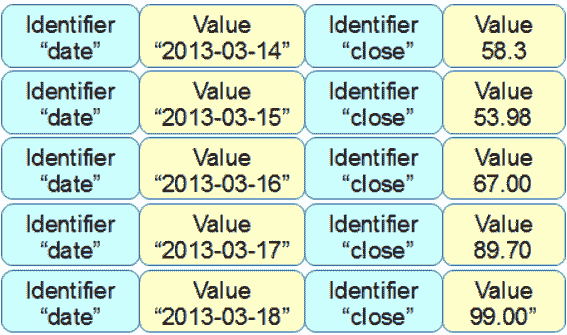 Identifier Value Identifier Value
“date” “2013-03-14” “close” 58.3
Identifier Value Identifier Value
“date” “2013-03-15” “close” 53.98
Identifier Value Identifier Value
“date” “2013-03-16” “close” 67.00
Identifier Value Identifier Value
“date” “2013-03-17” “close” 89.70
Identifier Value Identifier Value
“date” “2013-03-18” “close” 99.00”